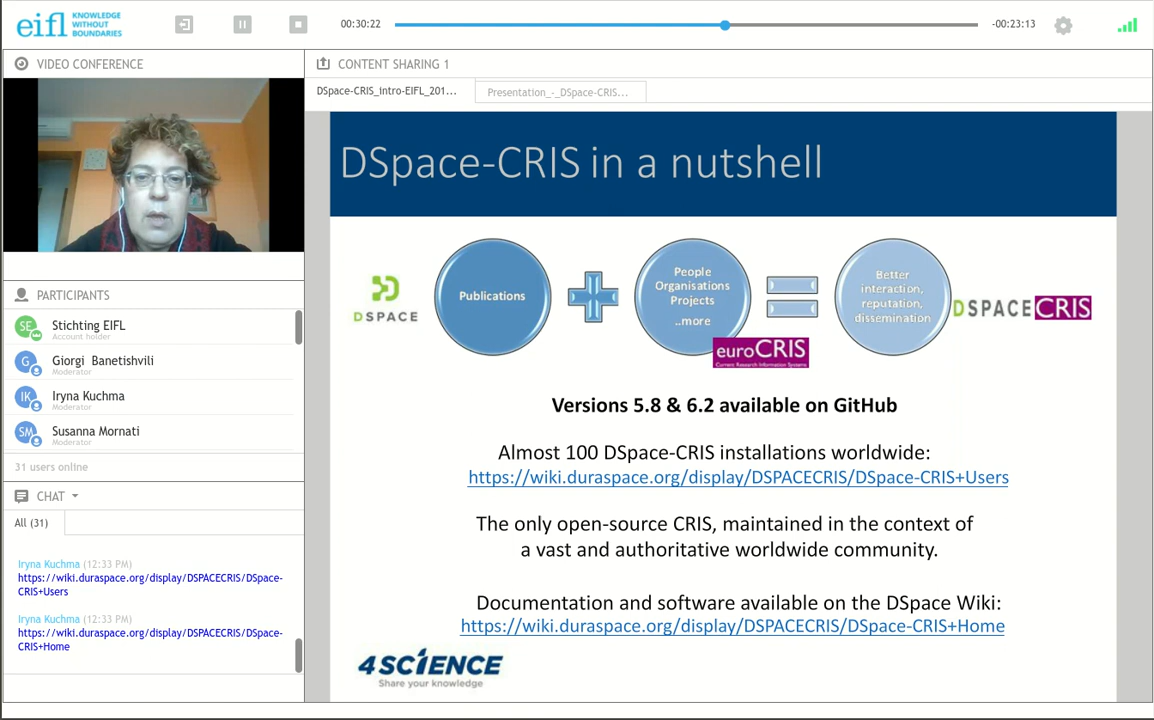 eifl KNOWLEDGE
WITHOUT
BOUNDARIES
00:30:22
-00:23:13
VIDEO CONFERENCE
CONTENT SHARING 1
DSpace-CRIS_intro-EIFL_201...
Presentation_-_DSpace-CRIS...
DSpace-CRIS in a nutshell
DSPACE
Publications
People
Organisations
Projects
..more
euroCRIS
Current Research Information Systems
Better
interaction,
reputation,
dissemination
DSPACECRIS
Versions 5.8 & 6.2 available on GitHub
Almost 100 DSpace-CRIS installations worldwide:
https://wiki.duraspace.org/display/DSPACECRIS/DSpace-CRIS+Users
The only open-source CRIS, maintained in the context of
a vast and authoritative worldwide community.
Documentation and software available on the DSpace Wiki:
https://wiki.duraspace.org/display/DSPACECRIS/DSpace-CRIS+Home
4SCIENCE
Share your knowledge
PARTICIPANTS
SE Stichting EIFL
Account holder
G Giorgi Banetishvili
Moderator
IK Iryna Kuchma
Moderator
SM Susanna Mornati
Moderator
31 users online
CHAT
All (31)
Iryna Kuchma (12:33 PM)
https://wiki.duraspace.org/display/DSPACECRIS/DSpace-
CRIS+Users
Iryna Kuchma (12:33 PM)
https://wiki.duraspace.org/display/DSPACECRIS/DSpace-
CRIS+Home